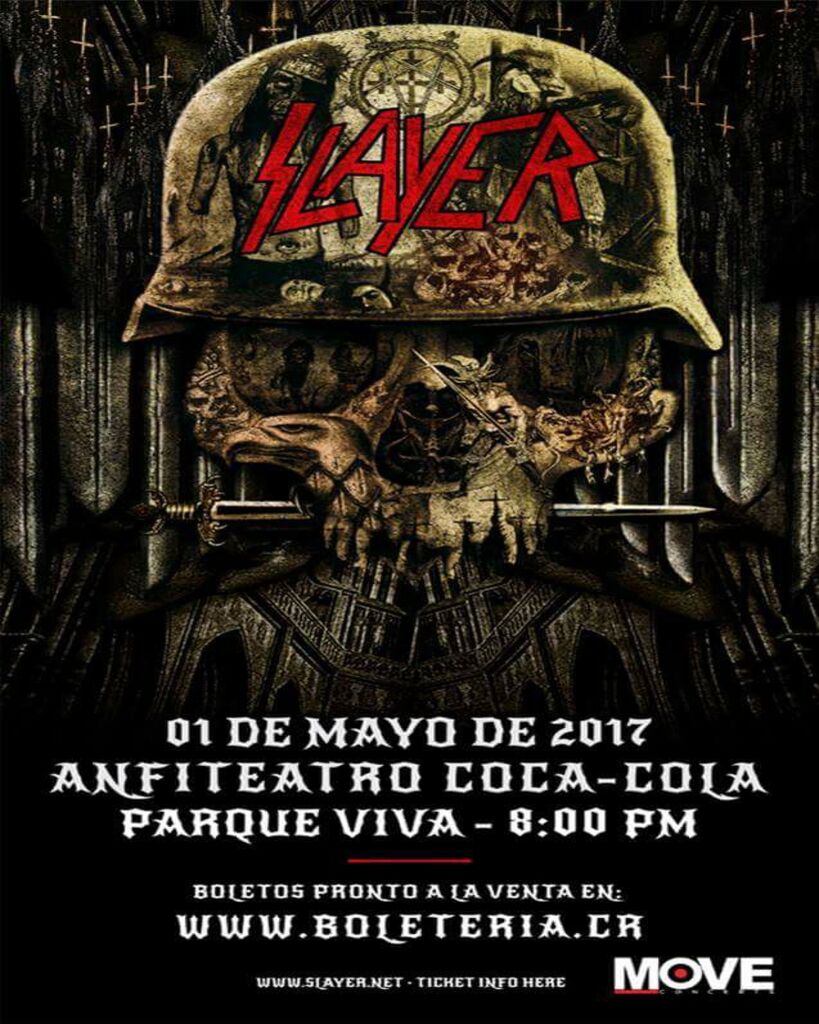 SLAYER
01 DE MAYO DE 2017
ANFITEATRO COCA-COLA
PARQUE VIVA - 8:00 PM
BOLETOS PRONTO A LA VENTA EN:
WWW.BOLETERIA.CR
WWW.SLAYER.NET - TICKET INFO HERE
MOVE
CONCERTS